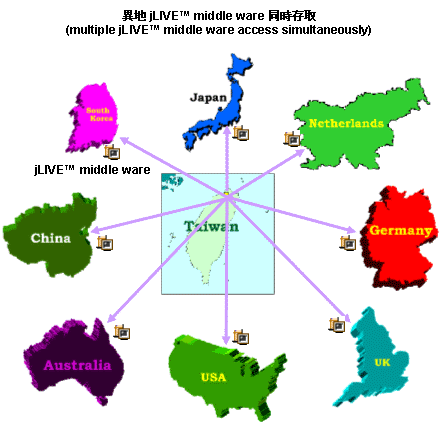 異地 jLIVE™ middle ware 同時存取
(multiple jLIVE™ middle ware access simultaneously)
South
Korea
Japan
Netherlands
jLIVE™ middle ware
China
Taiwan
Germany
Australia
USA
UK